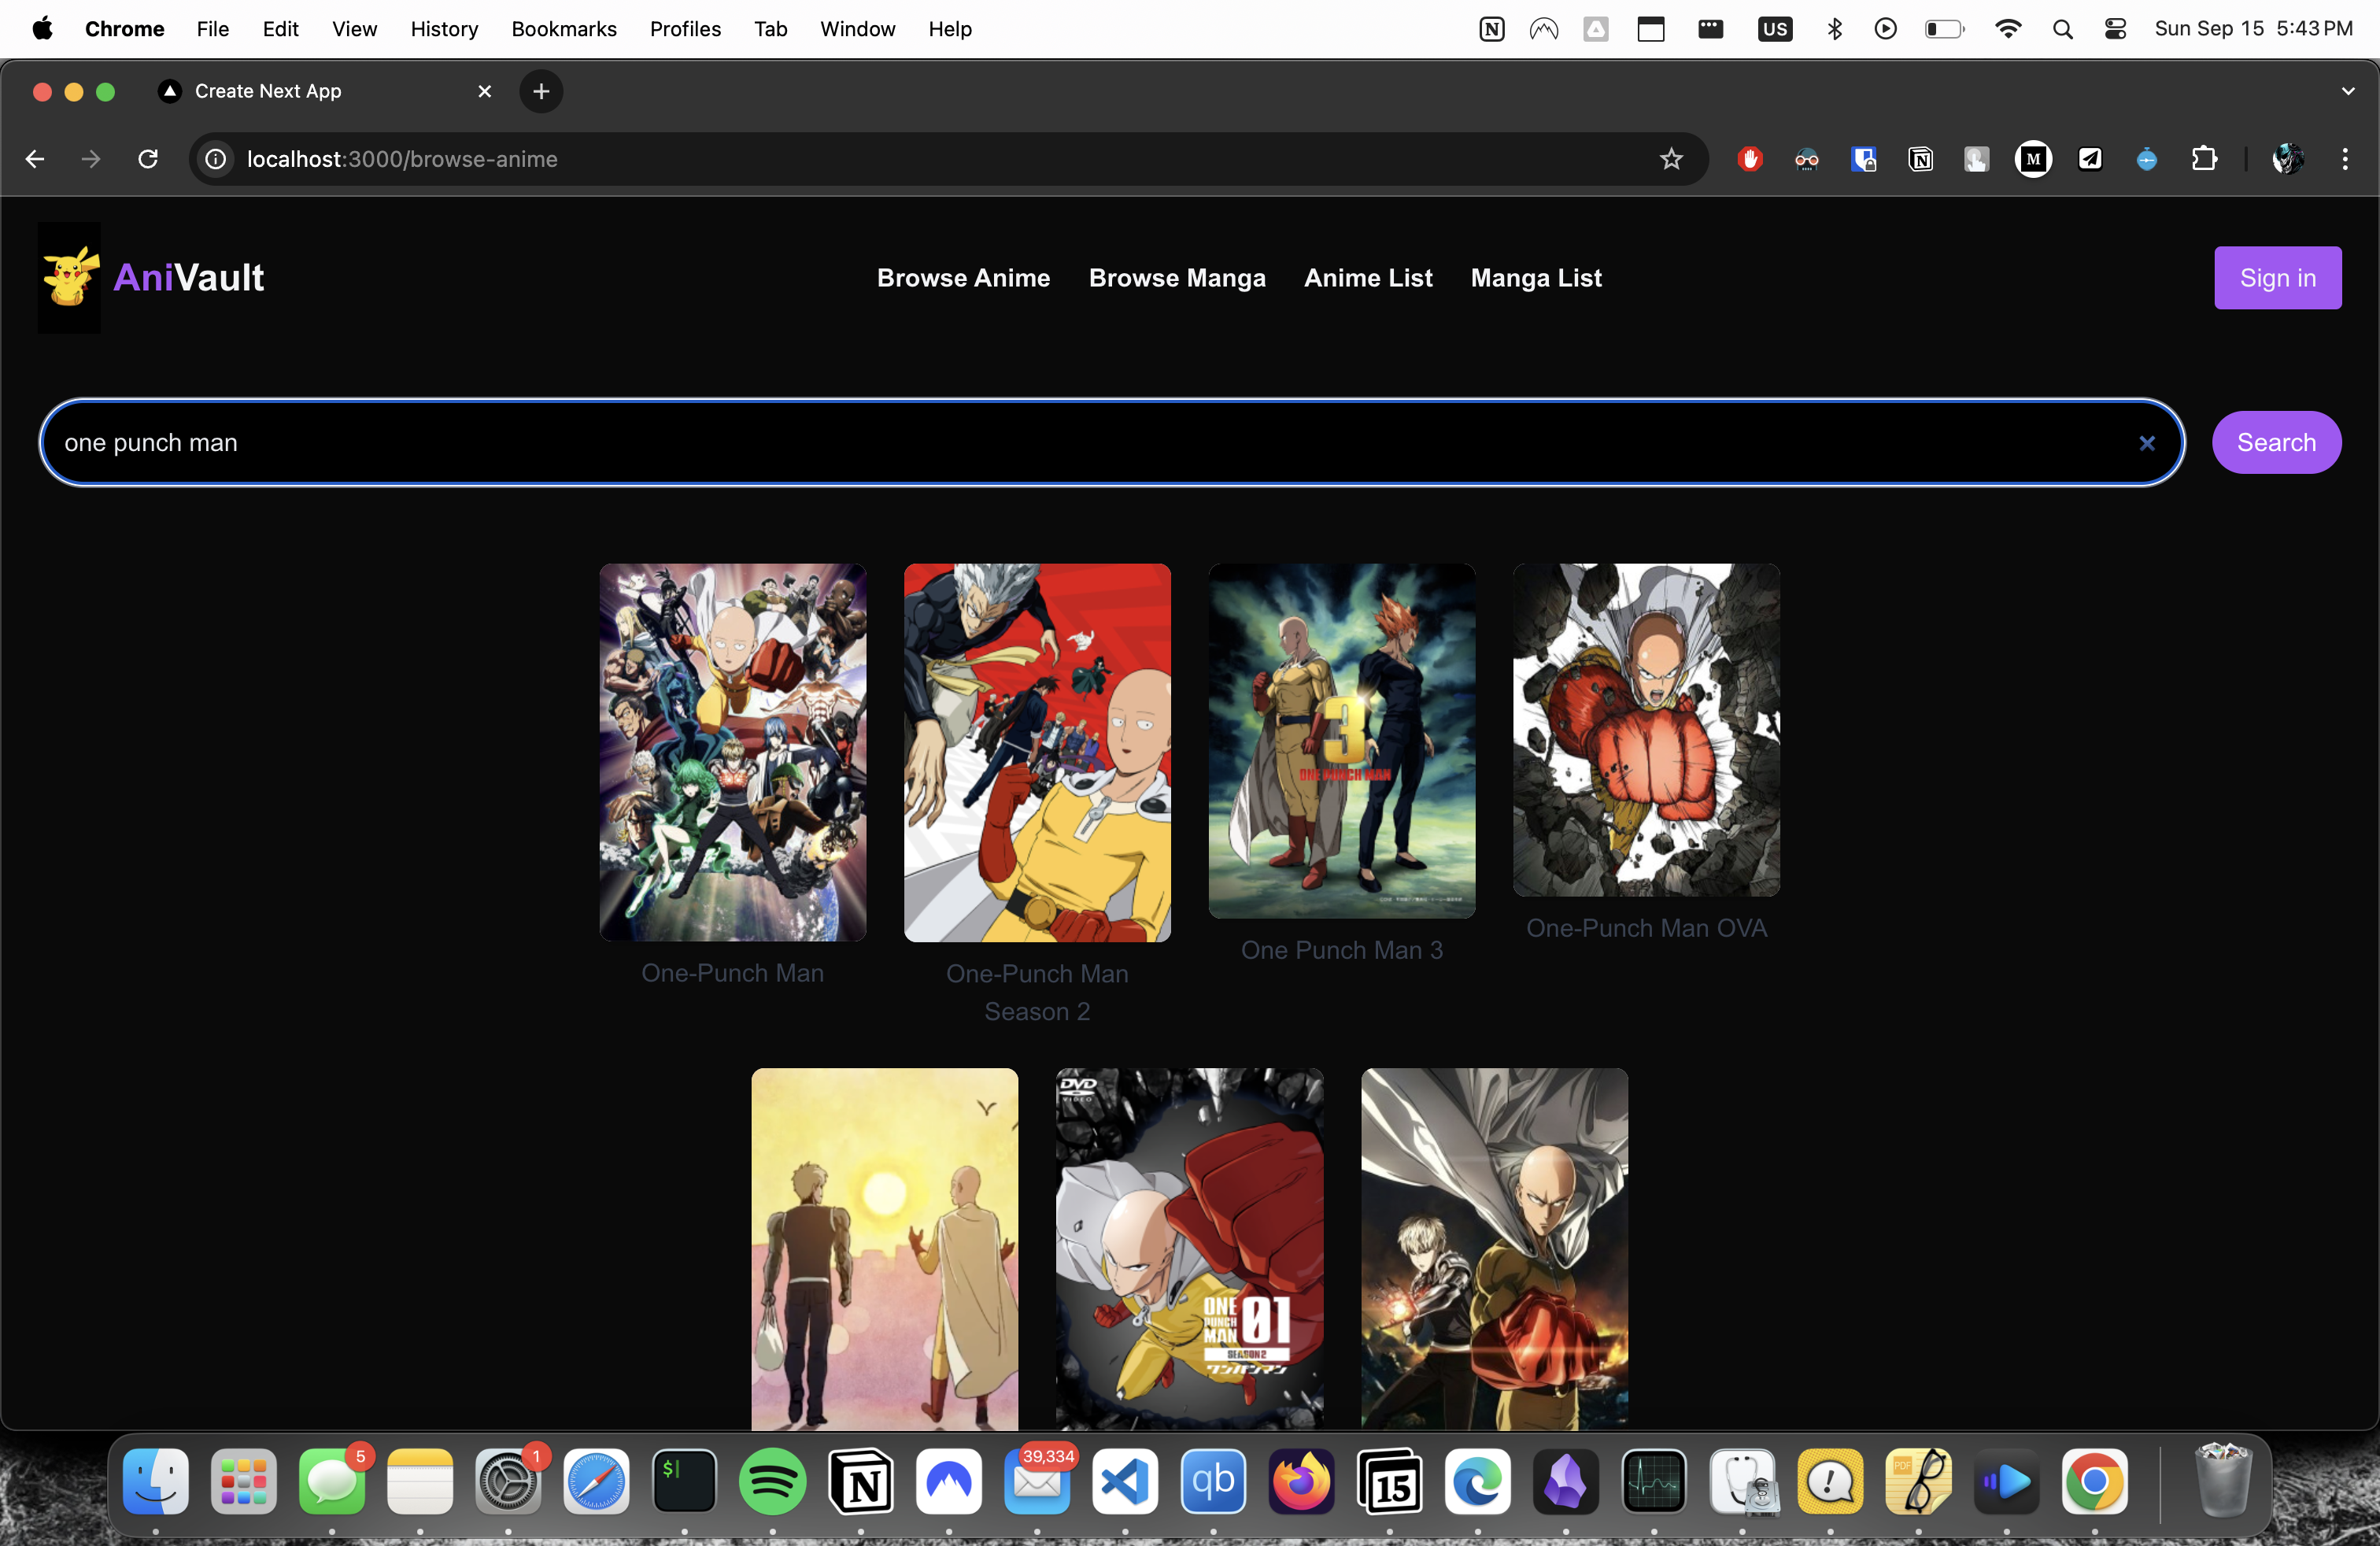 Chrome File Edit View History Bookmarks Profiles Tab Window Help US Sun Sep 15 5:43 PM
Create Next App
localhost:3000/browse-anime
AniVault Browse Anime Browse Manga Anime List Manga List Sign in
one punch man Search
3
ONE PUNCH MAN
One-Punch Man
One-Punch Man
Season 2
One Punch Man 3
One-Punch Man OVA
DVD
VIDEO
ONE
PUNCH
MAN 01
SEASON 2
ワンパンマン
5 1 39,334
$ N qb 15 PDF